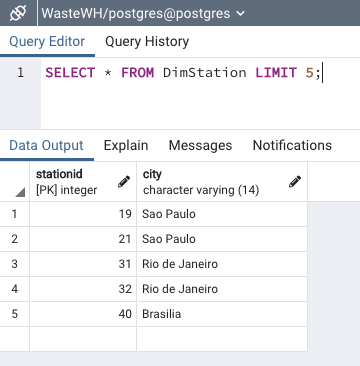 WasteWH/postgres@postgres
Query Editor Query History
1 SELECT * FROM DimStation LIMIT 5;
Data Output Explain Messages Notifications
stationid city
[PK] integer character varying (14)
1 19 Sao Paulo
2 21 Sao Paulo
3 31 Rio de Janeiro
4 32 Rio de Janeiro
5 40 Brasilia